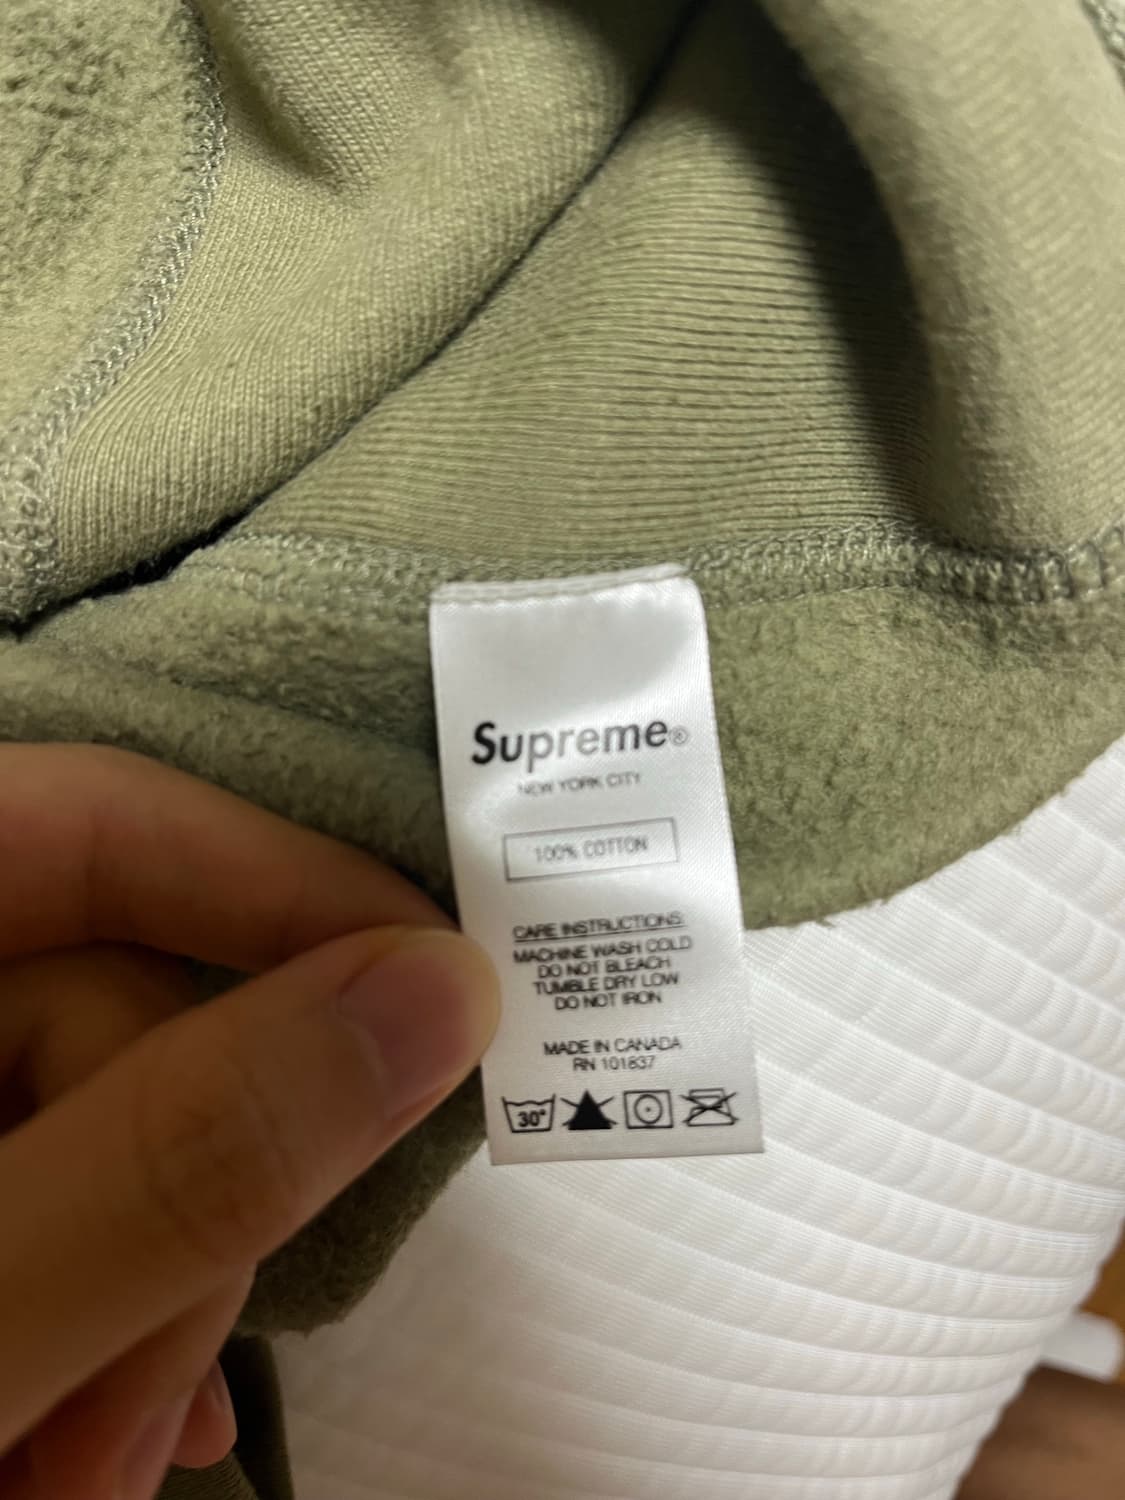 Supreme®
NEW YORK CITY
100% COTTON
CARE INSTRUCTIONS:
MACHINE WASH COLD
DO NOT BLEACH
TUMBLE DRY LOW
DO NOT IRON
MADE IN CANADA
RN 101837
30°